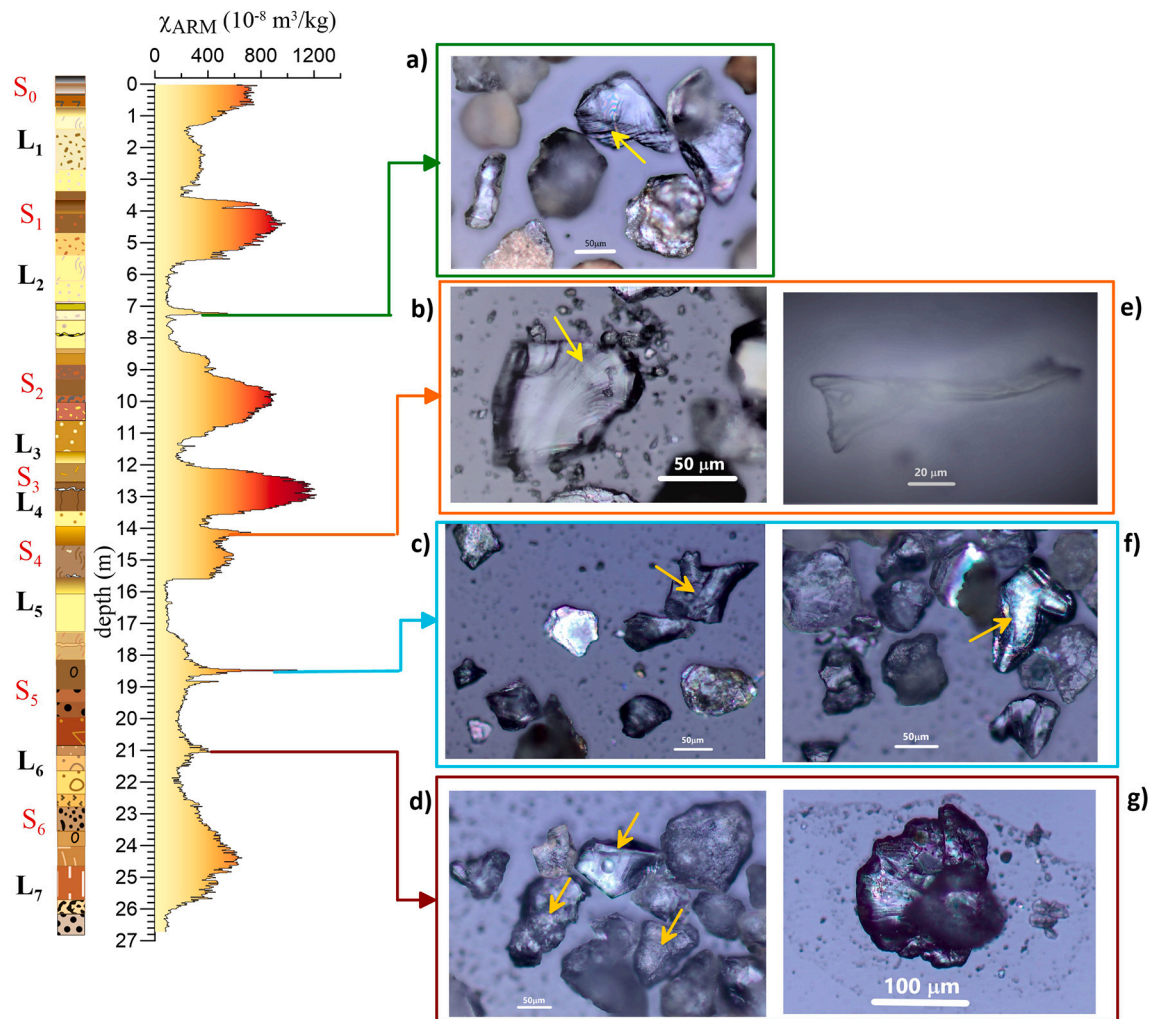 χARM (10⁻⁸ m³/kg)
0 400 800 1200
depth (m)
0
1
2
3
4
5
6
7
8
9
10
11
12
13
14
15
16
17
18
19
20
21
22
23
24
25
26
27
S0
L1
S1
L2
S2
L3
S3
L4
S4
L5
S5
L6
S6
L7
a)
50µm
b)
50 µm
e)
20 µm
c)
50µm
f)
50µm
d)
50µm
g)
100 µm